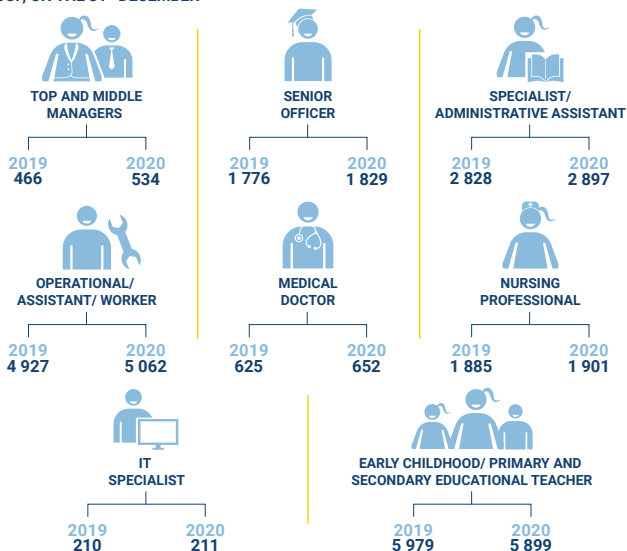 TOP AND MIDDLE
MANAGERS
2019 2020
466 534
SENIOR
OFFICER
2019 2020
1 776 1 829
SPECIALIST/
ADMINISTRATIVE ASSISTANT
2019 2020
2 828 2 897
OPERATIONAL/
ASSISTANT/ WORKER
2019 2020
4 927 5 062
MEDICAL
DOCTOR
2019 2020
625 652
NURSING
PROFESSIONAL
2019 2020
1 885 1 901
IT
SPECIALIST
2019 2020
210 211
EARLY CHILDHOOD/ PRIMARY AND
SECONDARY EDUCATIONAL TEACHER
2019 2020
5 979 5 899